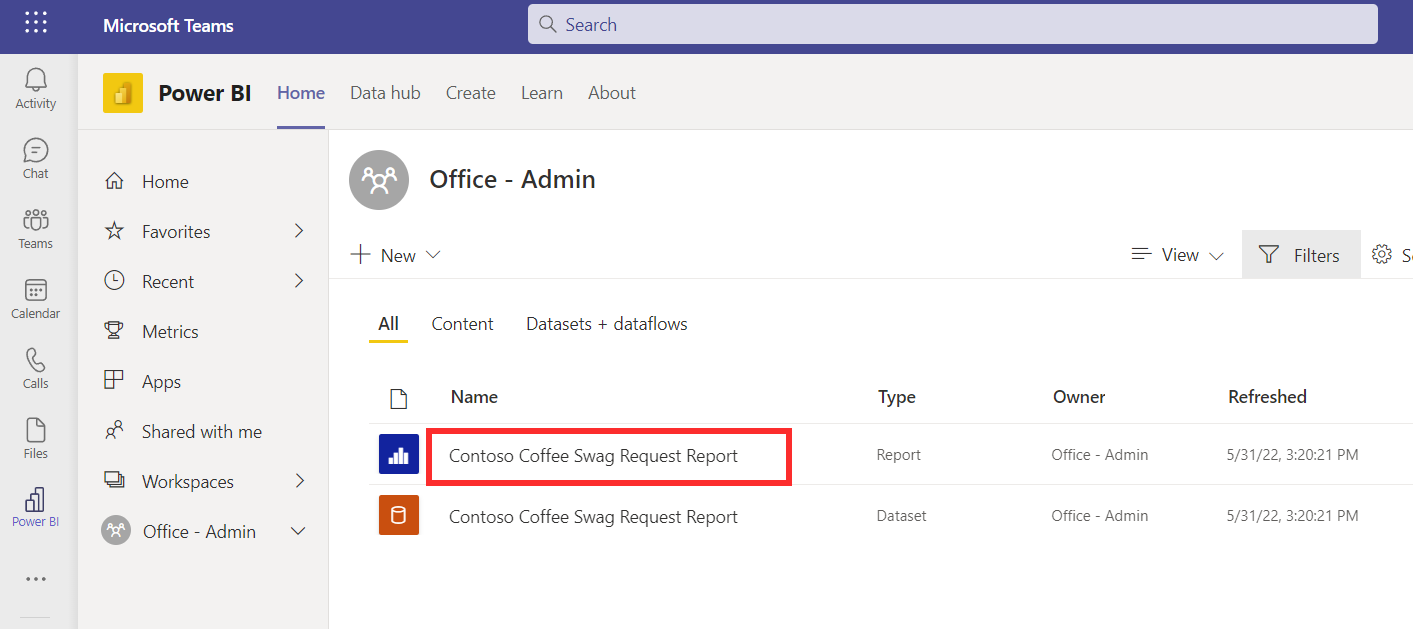 Microsoft Teams
Search
Activity
Chat
Teams
Calendar
Calls
Files
Power BI
Power BI
Home Data hub Create Learn About
Home
Favorites
Recent
Metrics
Apps
Shared with me
Workspaces
Office - Admin
Office - Admin
New View Filters
All Content Datasets + dataflows
Name Type Owner Refreshed
Contoso Coffee Swag Request Report Report Office - Admin 5/31/22, 3:20:21 PM
Contoso Coffee Swag Request Report Dataset Office - Admin 5/31/22, 3:20:21 PM